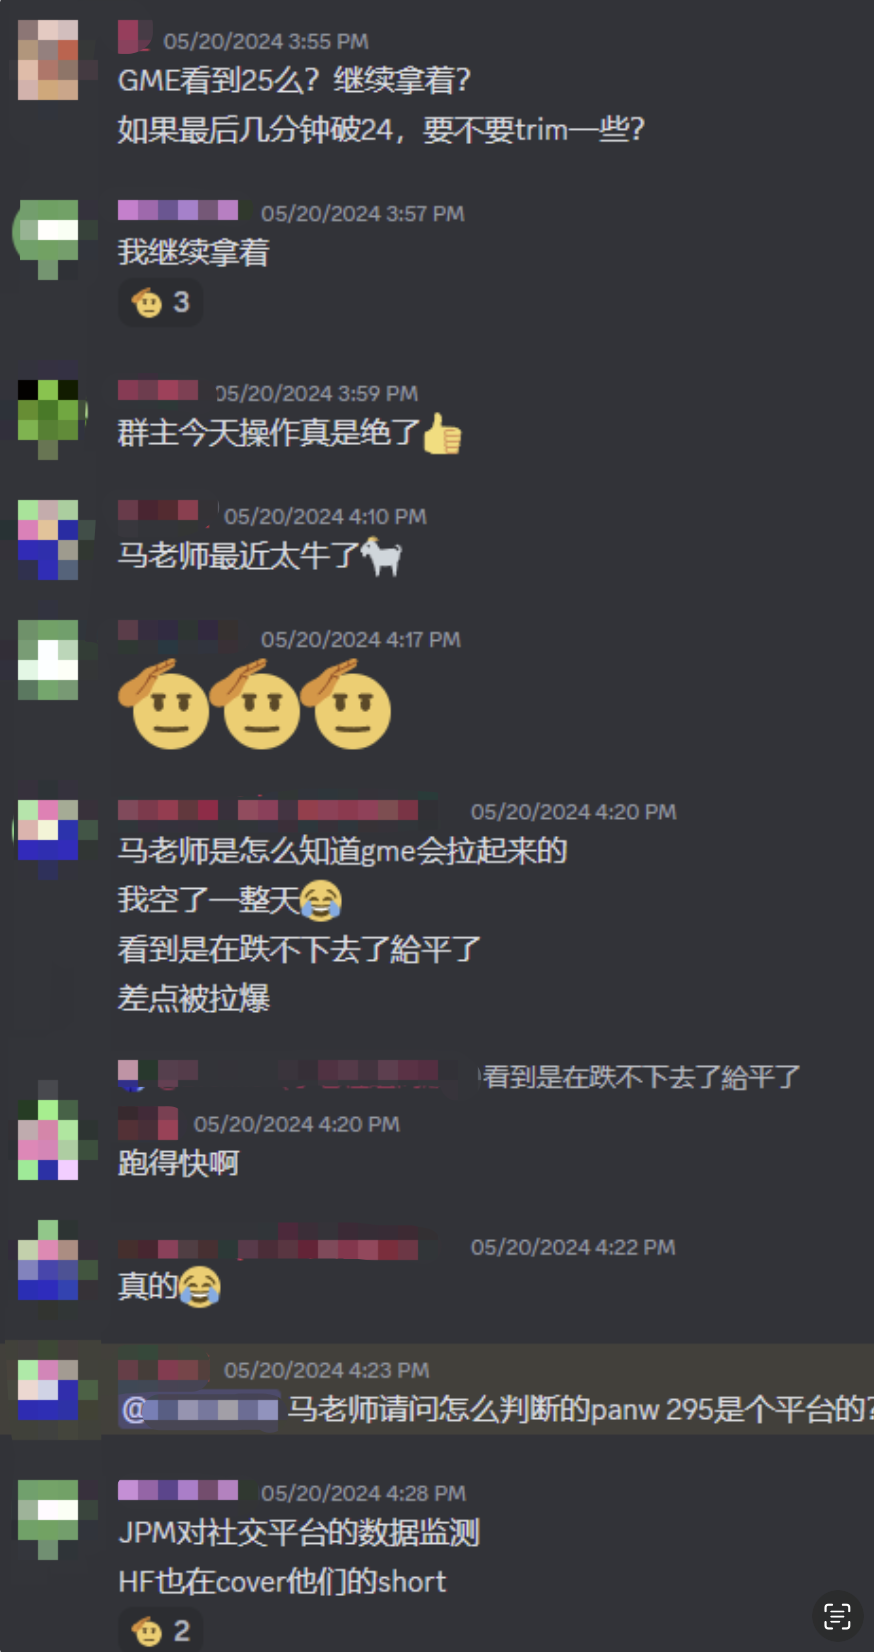 05/20/2024 3:55 PM
GME看到25么？继续拿着？
如果最后几分钟破24，要不要trim一些？
05/20/2024 3:57 PM
我继续拿着
3
05/20/2024 3:59 PM
群主今天操作真是绝了
05/20/2024 4:10 PM
马老师最近太牛了
05/20/2024 4:17 PM
05/20/2024 4:20 PM
马老师是怎么知道gme会拉起来的
我空了一整天
看到是在跌不下去了給平了
差点被拉爆
看到是在跌不下去了給平了
05/20/2024 4:20 PM
跑得快啊
05/20/2024 4:22 PM
真的
05/20/2024 4:23 PM
@ 马老师请问怎么判断的panw 295是个平台的?
05/20/2024 4:28 PM
JPM对社交平台的数据监测
HF也在cover他们的short
2